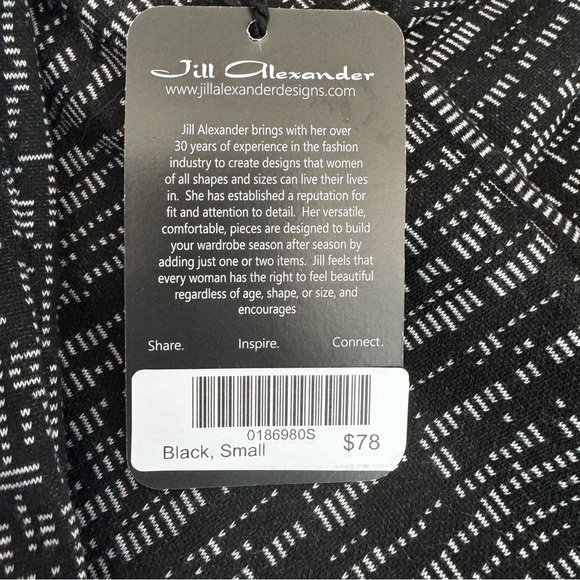 Jill Alexander
www.jillalexanderdesigns.com
Jill Alexander brings with her over
30 years of experience in the fashion
industry to create designs that women
of all shapes and sizes can live their lives
in. She has established a reputation for
fit and attention to detail. Her versatile,
comfortable, pieces are designed to build
your wardrobe season after season by
adding just one or two items. Jill feels that
every woman has the right to feel beautiful
regardless of age, shape, or size, and
encourages
Share. Inspire. Connect.
0186980S
Black, Small $78